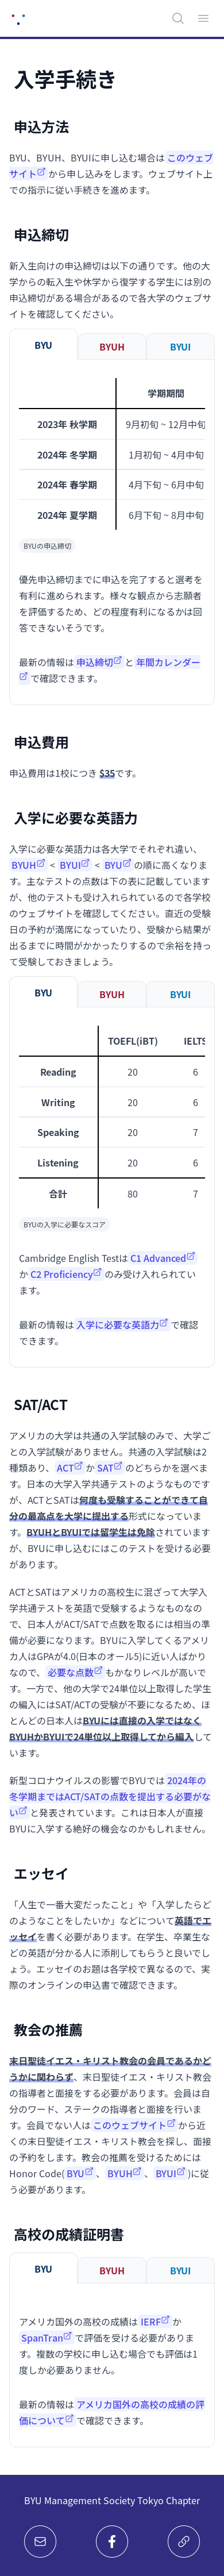 入学手続き
申込方法
BYU、BYUH、BYUIに申し込む場合はこのウェブ
サイトから申し込みをします。ウェブサイト上
での指示に従い手続きを進めます。
申込締切
新入生向けの申込締切は以下の通りです。他の大
学からの転入生や休学から復学する学生には別の
申込締切がある場合があるので各大学のウェブサ
イトを確認してください。
BYU BYUH BYUI
学期期間
2023年 秋学期 9月初旬 ~ 12月中旬
2024年 冬学期 1月初旬 ~ 4月中旬
2024年 春学期 4月下旬 ~ 6月中旬
2024年 夏学期 6月下旬 ~ 8月中旬
BYUの申込締切
優先申込締切までに申込を完了すると選考を
有利に進められます。様々な観点から志願者
を評価するため、どの程度有利になるかは回
答できないそうです。
最新の情報は 申込締切 と 年間カレンダー
で確認できます。
申込費用
申込費用は1校につき $35です。
入学に必要な英語力
入学に必要な英語力は各大学でそれぞれ違い、
BYUH < BYUI < BYU の順に高くなりま
す。主なテストの点数は下の表に記載しています
が、他のテストも受け入れられているので各学校
のウェブサイトを確認してください。直近の受験
日の予約が満席になっていたり、受験から結果が
出るまでに時間がかかったりするので余裕を持っ
て受験しておきましょう。
BYU BYUH BYUI
TOEFL(iBT) IELTS
Reading 20 6
Writing 20 6
Speaking 20 7
Listening 20 6
合計 80 7
BYUの入学に必要なスコア
Cambridge English Testは C1 Advanced
か C2 Proficiency のみ受け入れられてい
ます。
最新の情報は 入学に必要な英語力 で確認
できます。
SAT/ACT
アメリカの大学は共通の入学試験のみで、大学ご
との入学試験がありません。共通の入学試験は2
種類あり、 ACT か SAT のどちらかを選べま
す。日本の大学入学共通テストのようなものです
が、ACTとSATは何度も受験することができて自
分の最高点を大学に提出する形式になっていま
す。BYUHとBYUIでは留学生は免除されています
が、BYUに申し込むにはこのテストを受ける必要
があります。
ACTとSATはアメリカの高校生に混ざって大学入
学共通テストを英語で受験するようなものなの
で、日本人がACT/SATで点数を取るには相当の準
備が必要になります。BYUに入学してくるアメリ
カ人はGPAが4.0(日本のオール5)に近い人ばかり
なので、 必要な点数 もかなりレベルが高いで
す。一方で、他の大学で24単位以上取得した学生
の編入にはSAT/ACTの受験が不要になるため、ほ
とんどの日本人はBYUには直接の入学ではなく
BYUHかBYUIで24単位以上取得してから編入して
います。
新型コロナウイルスの影響でBYUでは 2024年の
冬学期まではACT/SATの点数を提出する必要がな
い と発表されています。これは日本人が直接
BYUに入学する絶好の機会なのかもしれません。
エッセイ
「人生で一番大変だったこと」や「入学したらど
のようなことをしたいか」などについて英語でエ
ッセイを書く必要があります。在学生、卒業生な
どの英語が分かる人に添削してもらうと良いでし
ょう。エッセイのお題は各学校で異なるので、実
際のオンラインの申込書で確認できます。
教会の推薦
末日聖徒イエス・キリスト教会の会員であるかど
うかに関わらず、末日聖徒イエス・キリスト教会
の指導者と面接をする必要があります。会員は自
分のワード、ステークの指導者と面接を行いま
す。会員でない人は このウェブサイト から近く
の末日聖徒イエス・キリスト教会を探し、面接の
予約をします。教会の推薦を受けるためには
Honor Code( BYU 、 BYUH 、 BYUI )に従
う必要があります。
高校の成績証明書
BYU BYUH BYUI
アメリカ国外の高校の成績は IERF か
SpanTran で評価を受ける必要がありま
す。複数の学校に申し込む場合でも評価は1
度しか必要ありません。
最新の情報は アメリカ国外の高校の成績の評
価について で確認できます。
BYU Management Society Tokyo Chapter